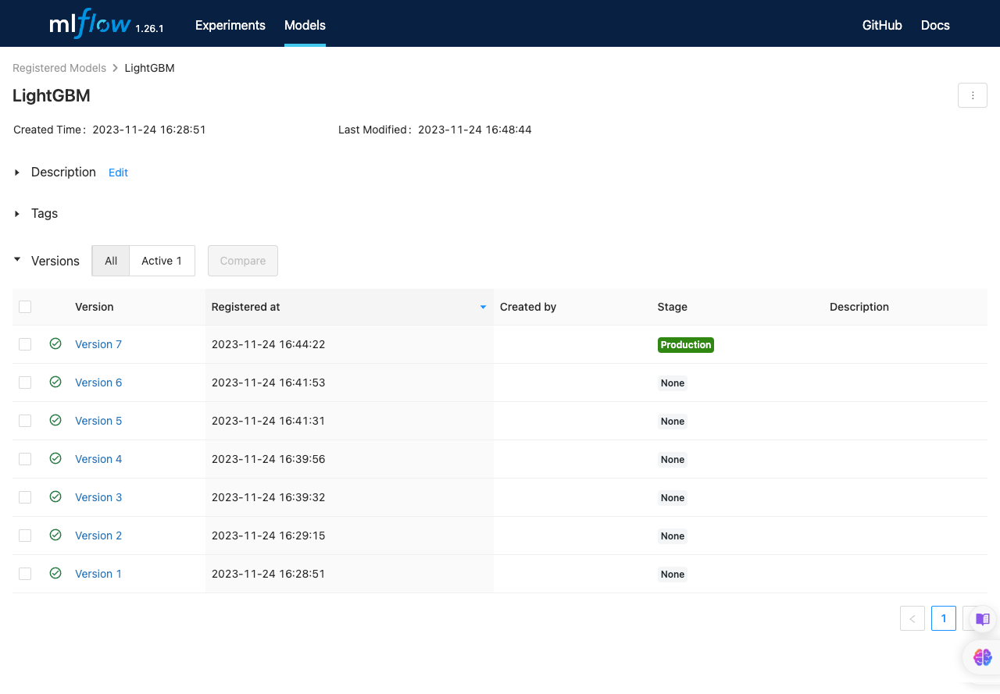 mlflow 1.26.1 Experiments Models GitHub Docs
Registered Models > LightGBM
LightGBM
Created Time: 2023-11-24 16:28:51 Last Modified: 2023-11-24 16:48:44
Description Edit
Tags
Versions All Active 1 Compare
Version Registered at Created by Stage Description
Version 7 2023-11-24 16:44:22 Production
Version 6 2023-11-24 16:41:53 None
Version 5 2023-11-24 16:41:31 None
Version 4 2023-11-24 16:39:56 None
Version 3 2023-11-24 16:39:32 None
Version 2 2023-11-24 16:29:15 None
Version 1 2023-11-24 16:28:51 None
< 1